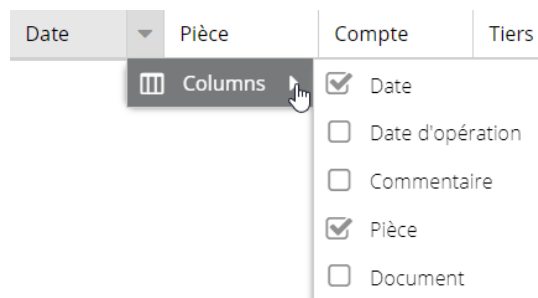 Date Pièce Compte Tiers
Columns
Date
Date d'opération
Commentaire
Pièce
Document